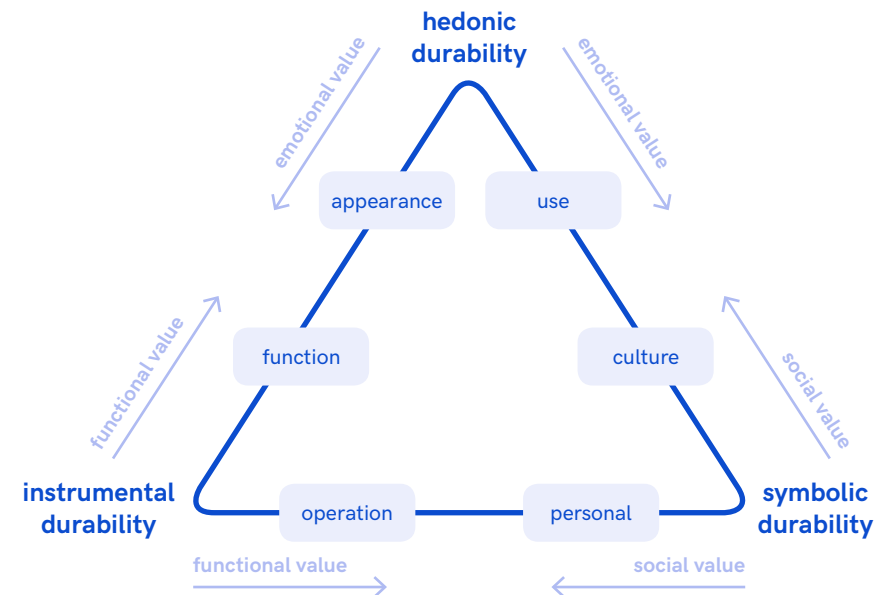 hedonic
durability
emotional value
emotional value
appearance
use
function
culture
functional value
social value
instrumental
durability
symbolic
durability
operation
personal
functional value
social value